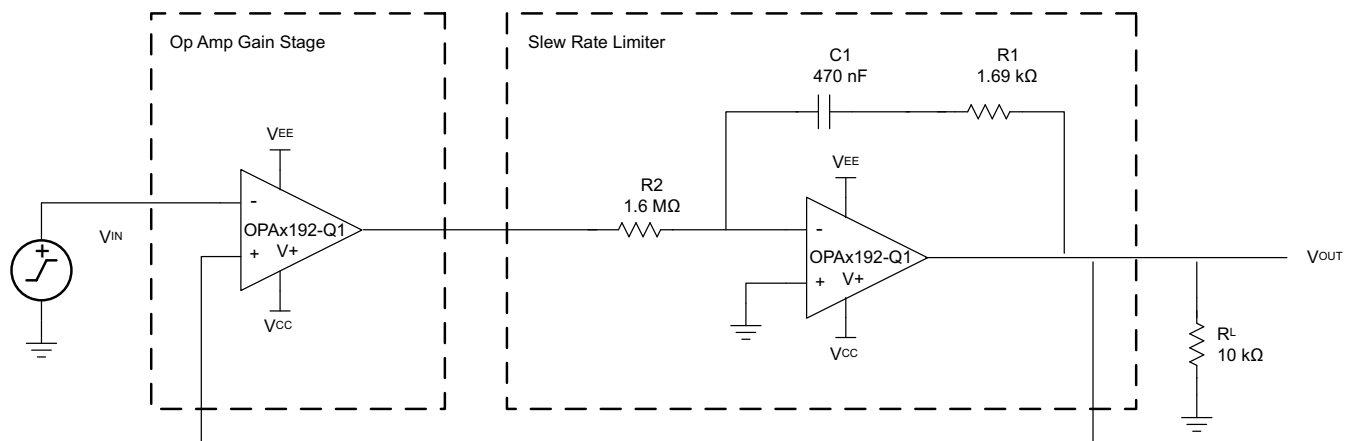 Op Amp Gain Stage
Slew Rate Limiter
C1
470 nF
R1
1.69 kΩ
VEE
VEE
R2
1.6 MΩ
-
+
OPAx192-Q1
V+
VCC
VIN
+
-
+
OPAx192-Q1
V+
VCC
VOUT
RL
10 kΩ